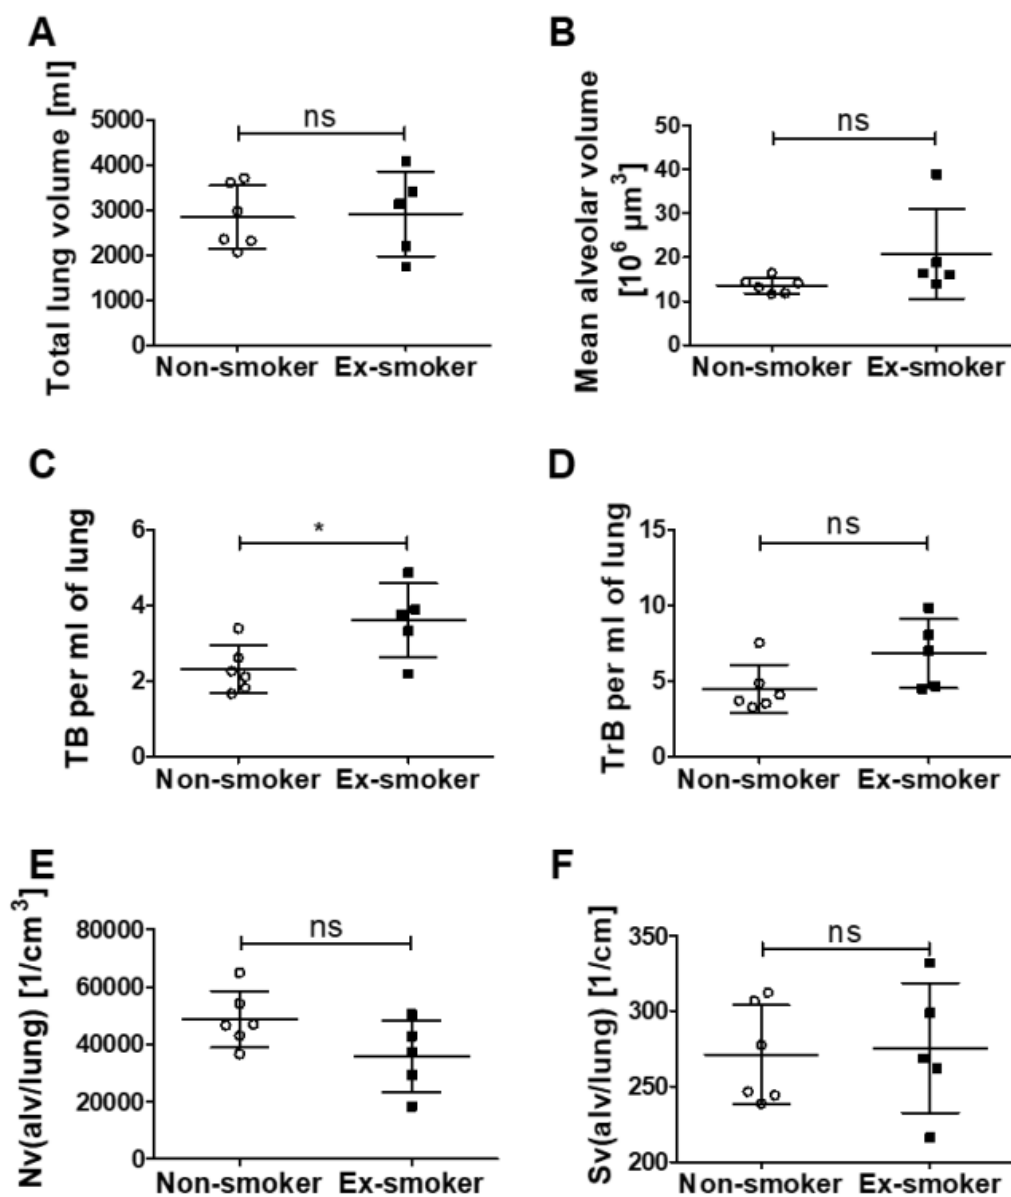 A
Total lung volume [ml]
ns
5000
4000
3000
2000
1000
0
Non-smoker Ex-smoker
B
Mean alveolar volume
[10⁶ µm³]
ns
50
40
30
20
10
0
Non-smoker Ex-smoker
C
TB per ml of lung
*
6
4
2
0
Non-smoker Ex-smoker
D
TrB per ml of lung
ns
15
10
5
0
Non-smoker Ex-smoker
E
Nv(alv/lung) [1/cm³]
ns
80000
60000
40000
20000
0
Non-smoker Ex-smoker
F
Sv(alv/lung) [1/cm]
ns
350
300
250
200
Non-smoker Ex-smoker